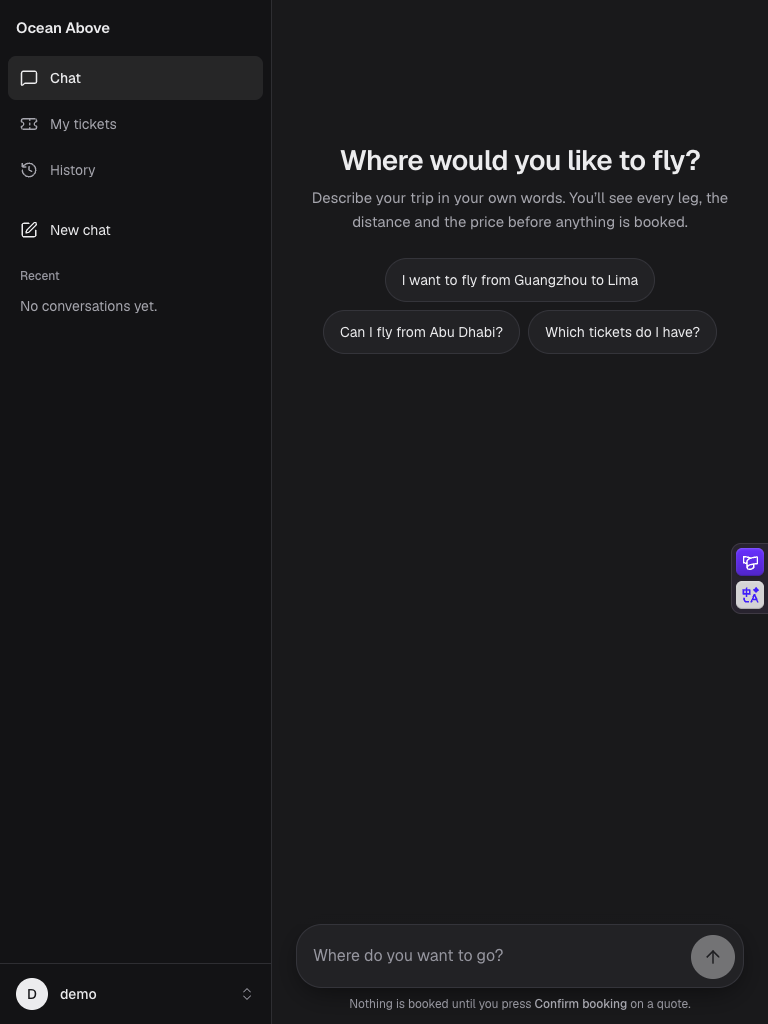 Ocean Above
Chat
My tickets
History
New chat
Recent
No conversations yet.
D
demo
Where would you like to fly?
Describe your trip in your own words. You’ll see every leg, the
distance and the price before anything is booked.
I want to fly from Guangzhou to Lima
Can I fly from Abu Dhabi?
Which tickets do I have?
中A
Where do you want to go?
Nothing is booked until you press Confirm booking on a quote.